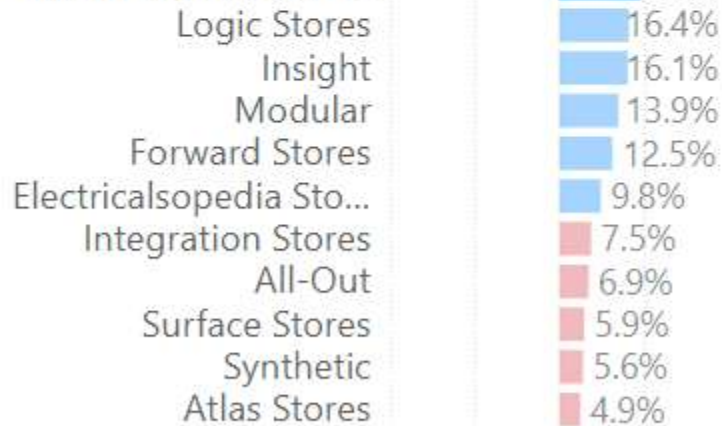 Logic Stores 16.4%
Insight 16.1%
Modular 13.9%
Forward Stores 12.5%
Electricalsopedia Sto... 9.8%
Integration Stores 7.5%
All-Out 6.9%
Surface Stores 5.9%
Synthetic 5.6%
Atlas Stores 4.9%